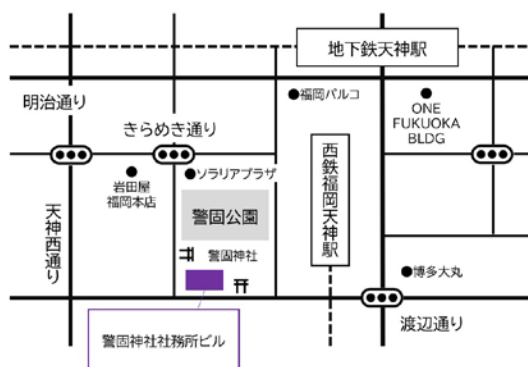 地下鉄天神駅
明治通り
●福岡パルコ
ONE
FUKUOKA
BLDG
きらめき通り
岩田屋
福岡本店
●ソラリアプラザ
西鉄福岡天神駅
天神西通り
警固公園
警固神社
●博多大丸
渡辺通り
警固神社社務所ビル